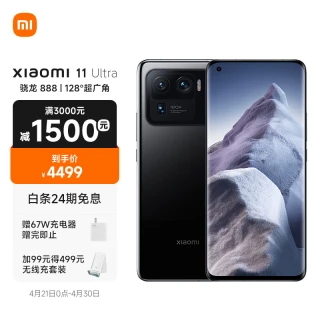 xiaomi 11 Ultra
骁龙 888 | 128°超广角
满3000元
减1500元
到手价
¥4499
白条24期免息
赠67W充电器
赠完即止
加99元得499元
无线充套装
4月21日0点-4月30日
xiaomi